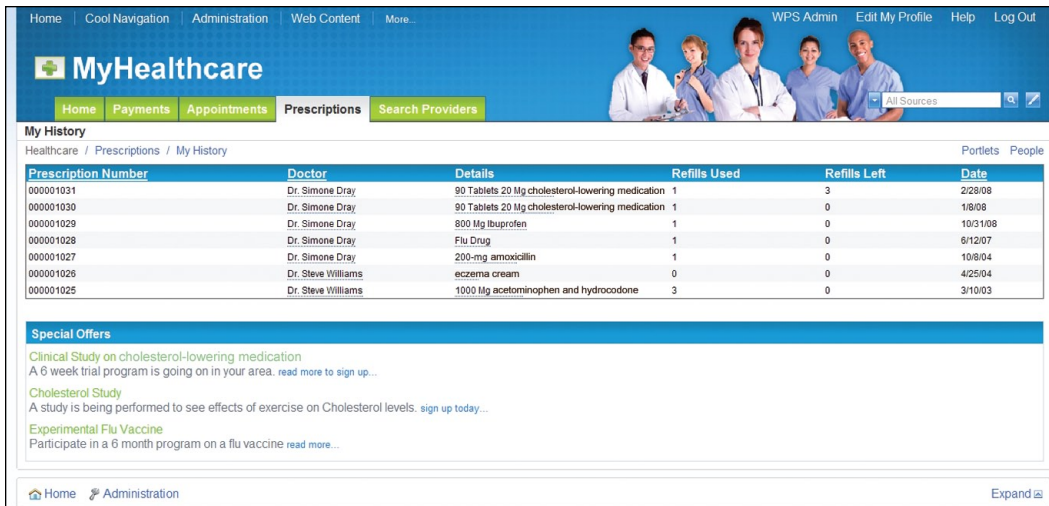 Home Cool Navigation Administration Web Content More... WPS Admin Edit My Profile Help Log Out
MyHealthcare
Home Payments Appointments Prescriptions Search Providers All Sources
My History
Healthcare / Prescriptions / My History Portlets People
Prescription Number Doctor Details Refills Used Refills Left Date
000001031 Dr. Simone Dray 90 Tablets 20 Mg cholesterol-lowering medication 1 3 2/28/08
000001030 Dr. Simone Dray 90 Tablets 20 Mg cholesterol-lowering medication 1 0 1/8/08
000001029 Dr. Simone Dray 800 Mg Ibuprofen 1 0 10/31/08
000001028 Dr. Simone Dray Flu Drug 1 0 6/12/07
000001027 Dr. Simone Dray 200-mg amoxicillin 1 0 10/8/04
000001026 Dr. Steve Williams eczema cream 0 0 4/25/04
000001025 Dr. Steve Williams 1000 Mg acetominophen and hydrocodone 3 0 3/10/03
Special Offers
Clinical Study on cholesterol-lowering medication
A 6 week trial program is going on in your area. read more to sign up...
Cholesterol Study
A study is being performed to see effects of exercise on Cholesterol levels. sign up today...
Experimental Flu Vaccine
Participate in a 6 month program on a flu vaccine read more...
Home Administration Expand